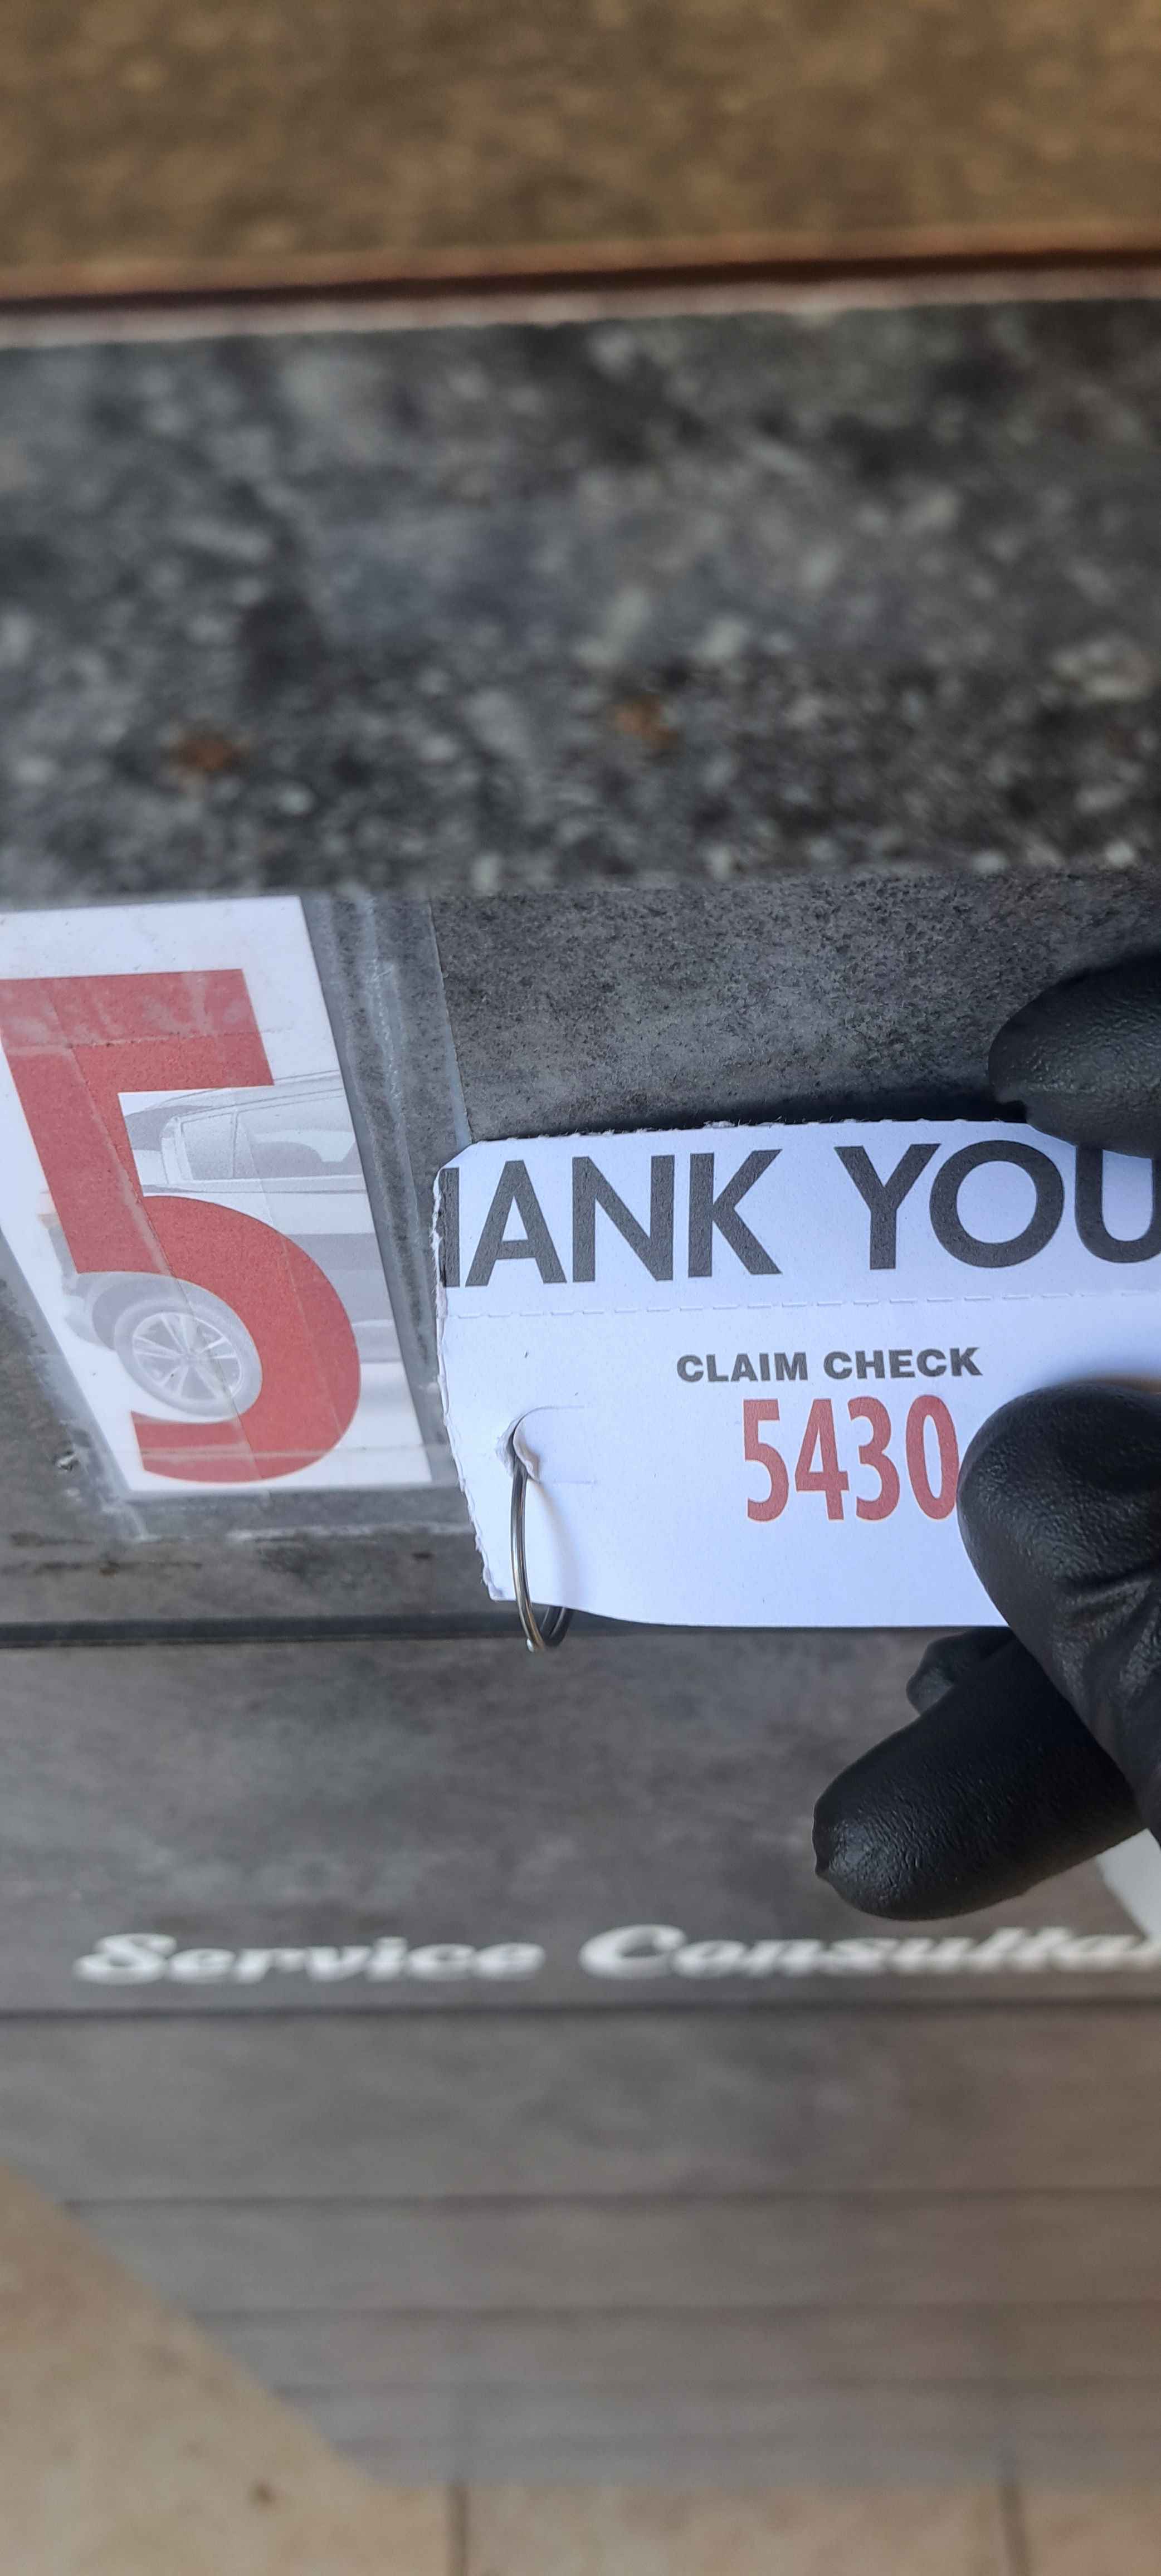 5
HANK YOU
CLAIM CHECK
5430
Service Consulta